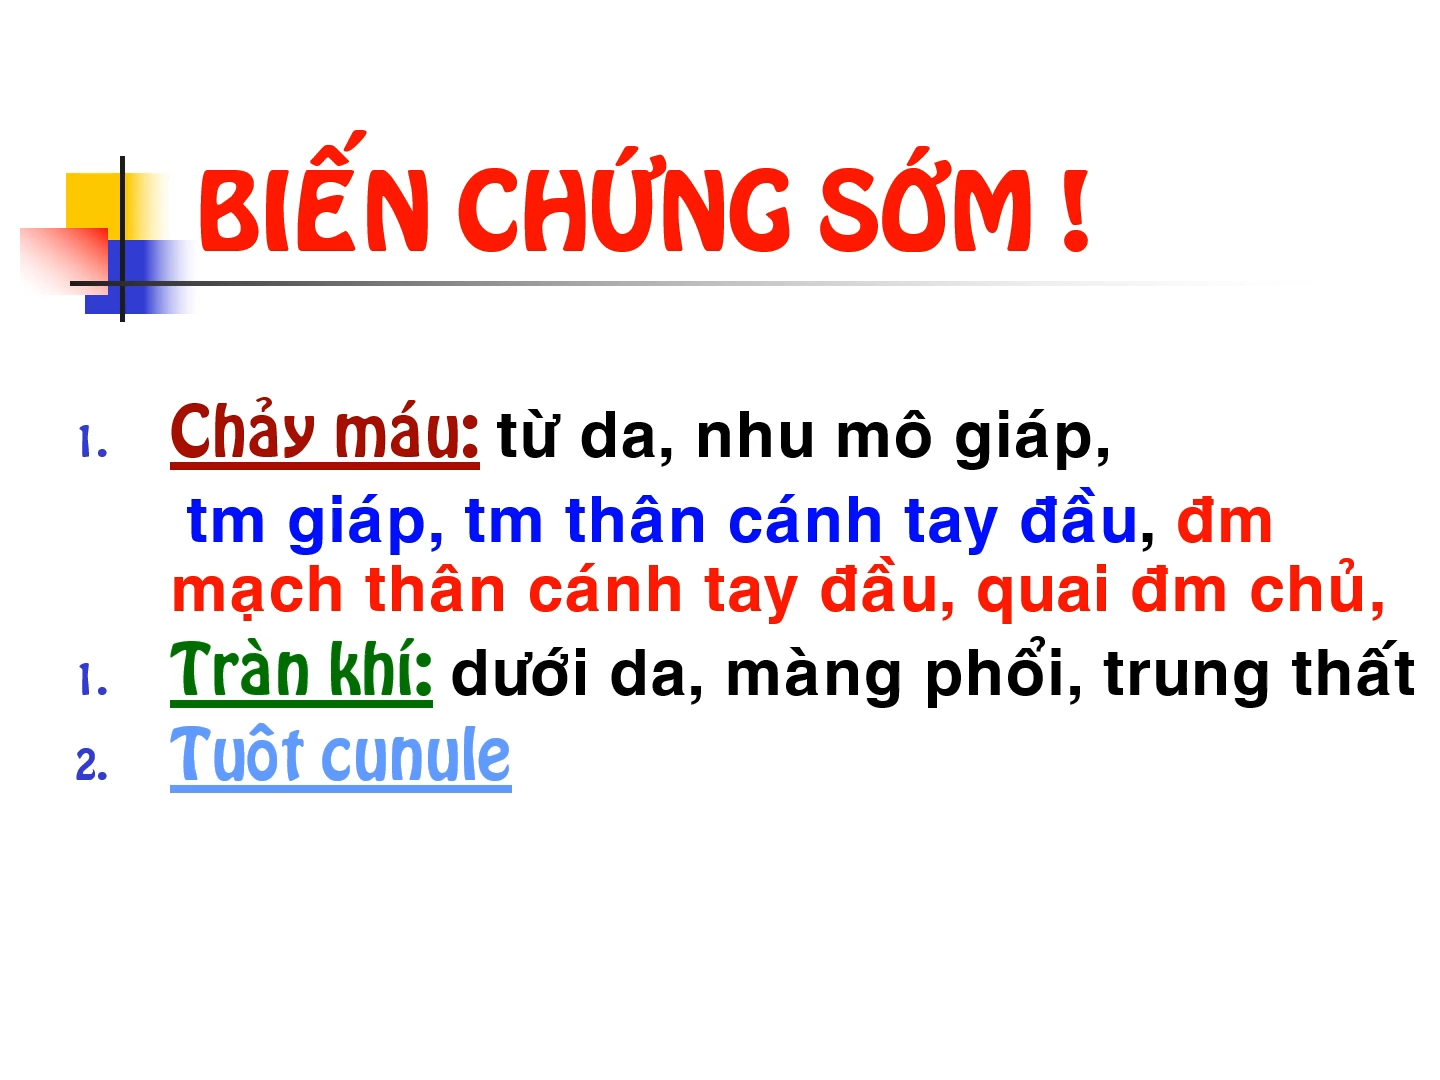 BIẾN CHỨNG SỚM !
1. Chảy máu: từ da, nhu mô giáp,
tm giáp, tm thân cánh tay đầu, đm
mạch thân cánh tay đầu, quai đm chủ,
1. Tràn khí: dưới da, màng phổi, trung thất
2. Tuôt cunule